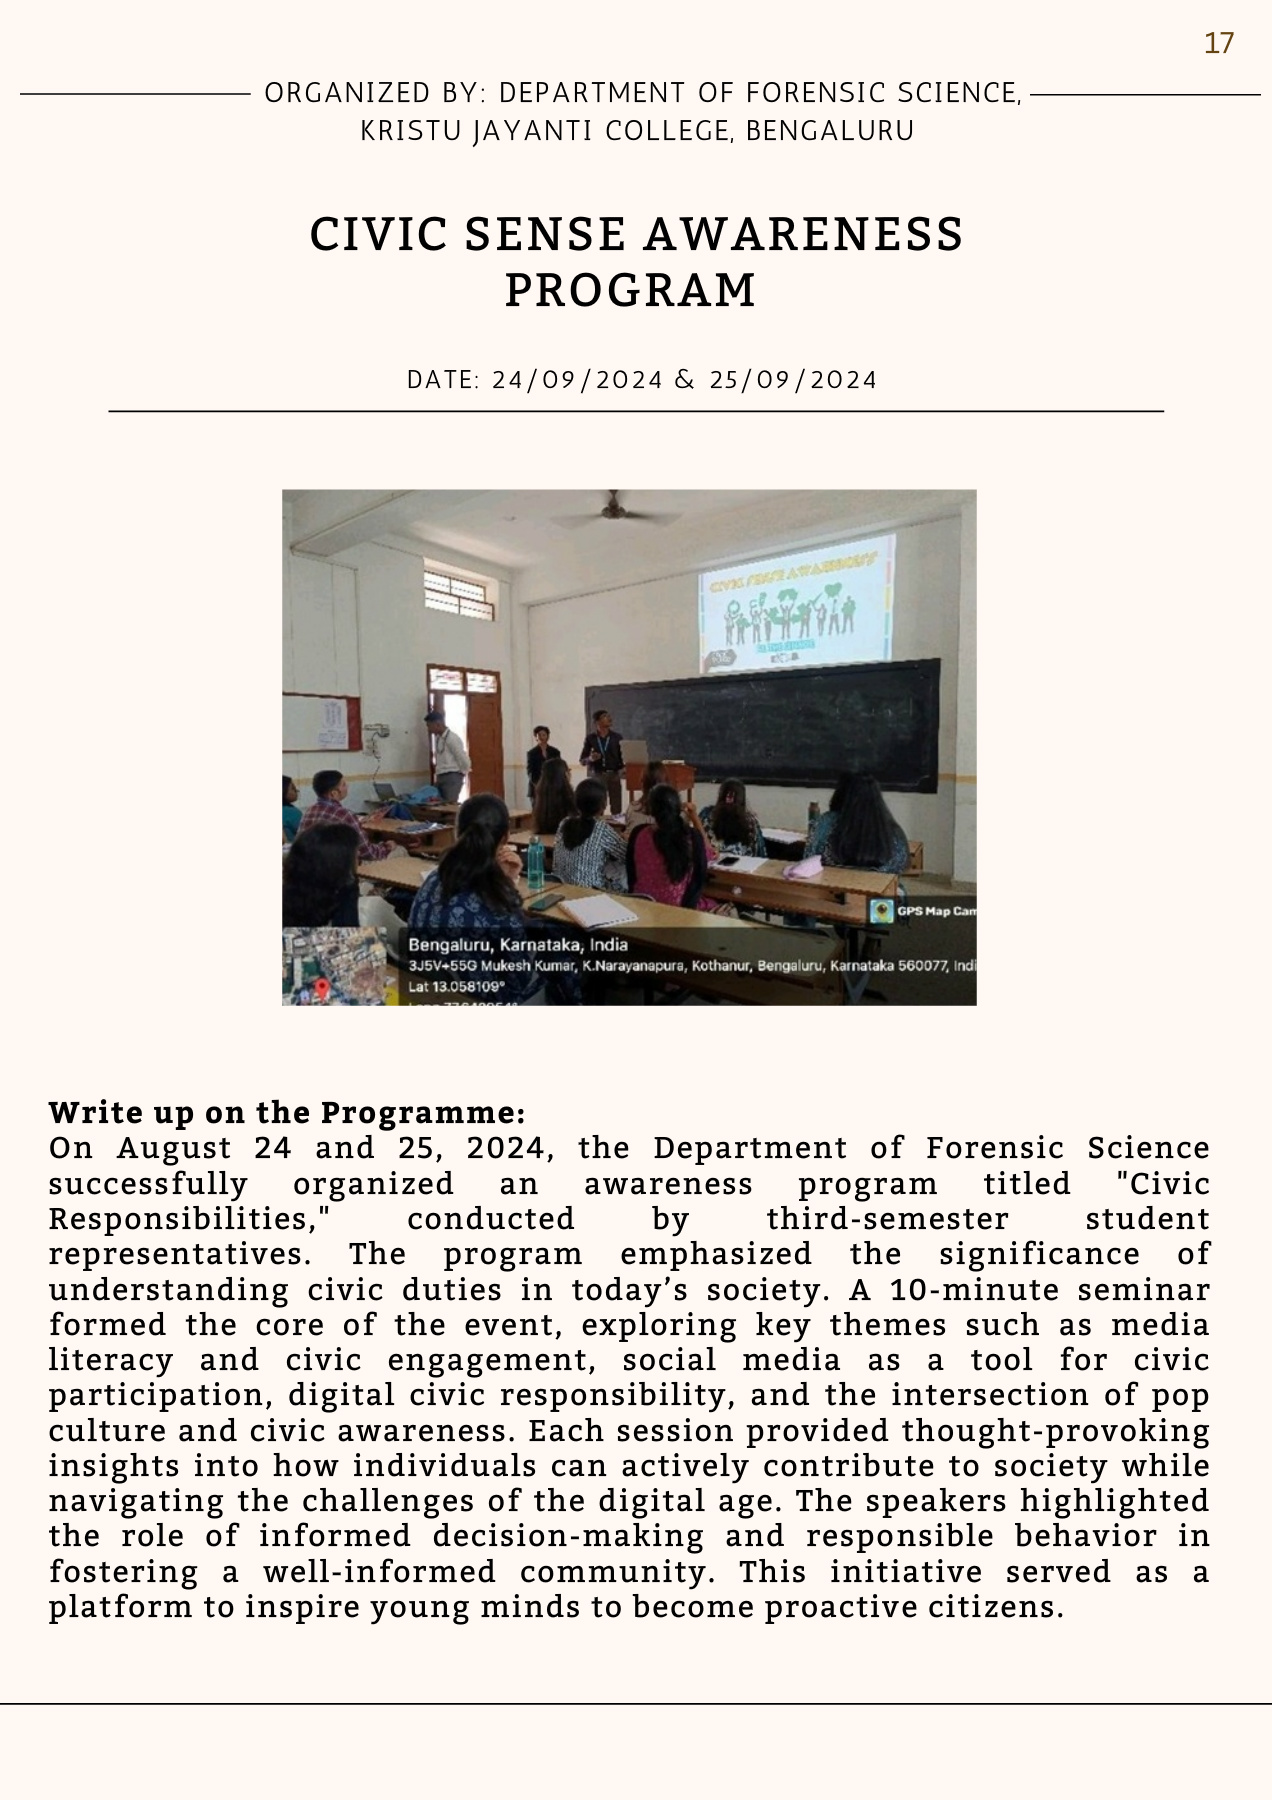 17
ORGANIZED BY: DEPARTMENT OF FORENSIC SCIENCE,
KRISTU JAYANTI COLLEGE, BENGALURU
CIVIC SENSE AWARENESS
PROGRAM
DATE: 24/09/2024 & 25/09/2024
CIVIC SENSE AWARENESS
GPS Map Cam
Bengaluru, Karnataka, India
3J5V+55G Mukesh Kumar, K.Narayanapura, Kothanur, Bengaluru, Karnataka 560077, Indi
Lat 13.058109°
Write up on the Programme:
On August 24 and 25, 2024, the Department of Forensic Science
successfully organized an awareness program titled "Civic
Responsibilities," conducted by third-semester student
representatives. The program emphasized the significance of
understanding civic duties in today’s society. A 10-minute seminar
formed the core of the event, exploring key themes such as media
literacy and civic engagement, social media as a tool for civic
participation, digital civic responsibility, and the intersection of pop
culture and civic awareness. Each session provided thought-provoking
insights into how individuals can actively contribute to society while
navigating the challenges of the digital age. The speakers highlighted
the role of informed decision-making and responsible behavior in
fostering a well-informed community. This initiative served as a
platform to inspire young minds to become proactive citizens.